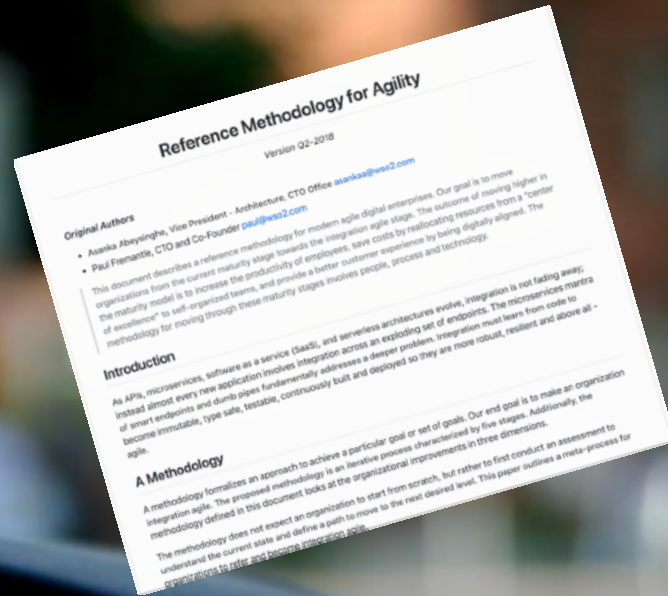 Reference Methodology for Agility
Version Q2-2018
Original Authors
• Asanka Abeysinghe, Vice President - Architecture, CTO Office asankaa@wso2.com
• Paul Fremantle, CTO and Co-Founder paul@wso2.com
This document describes a reference methodology for modern agile digital enterprises. Our goal is to move
organizations from the current maturity stage towards the integration agile stage. The outcome of moving higher in
the maturity model is to increase the productivity of employees, save costs by reallocating resources from a "center
of excellence" to self-organized teams, and provide a better customer experience by being digitally aligned. The
methodology for moving through these maturity stages involves people, process and technology.
Introduction
As APIs, microservices, software as a service (SaaS), and serverless architectures evolve, integration is not fading away;
instead almost every new application involves integration across an exploding set of endpoints. The microservices mantra
of smart endpoints and dumb pipes fundamentally addresses a deeper problem. Integration must learn from code to
become immutable, type safe, testable, continuously built and deployed so they are more robust, resilient and above all -
agile.
A Methodology
A methodology formalizes an approach to achieve a particular goal or set of goals. Our end goal is to make an organization
integration agile. The proposed methodology is an iterative process characterized by five stages. Additionally, the
methodology defined in this document looks at the organizational improvements in three dimensions.
The methodology does not expect an organization to start from scratch, but rather to first conduct an assessment to
understand the current state and define a path to move to the next desired level. This paper outlines a meta-process for
organizations to refer and become integration agile.